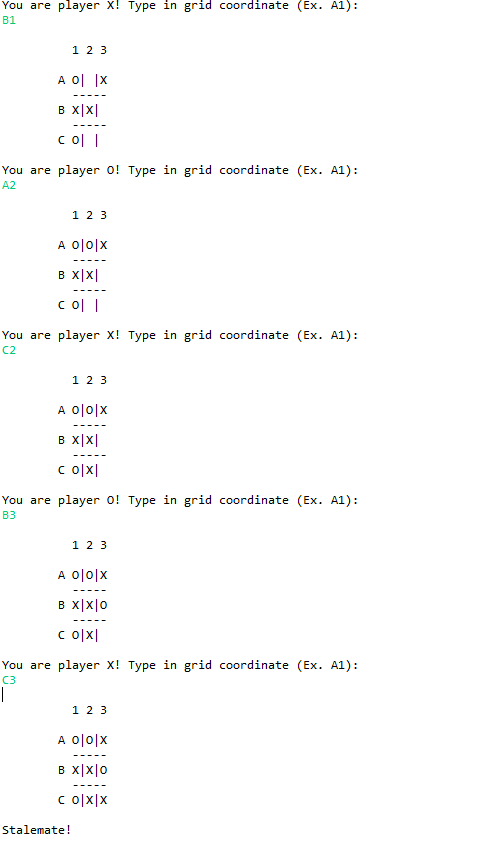 You are player X! Type in grid coordinate (Ex. A1):
B1
1 2 3
A O| |X
-----
B X|X|
-----
C O| |
You are player O! Type in grid coordinate (Ex. A1):
A2
1 2 3
A O|O|X
-----
B X|X|
-----
C O| |
You are player X! Type in grid coordinate (Ex. A1):
C2
1 2 3
A O|O|X
-----
B X|X|
-----
C O|X|
You are player O! Type in grid coordinate (Ex. A1):
B3
1 2 3
A O|O|X
-----
B X|X|O
-----
C O|X|
You are player X! Type in grid coordinate (Ex. A1):
C3
1 2 3
A O|O|X
-----
B X|X|O
-----
C O|X|X
Stalemate!